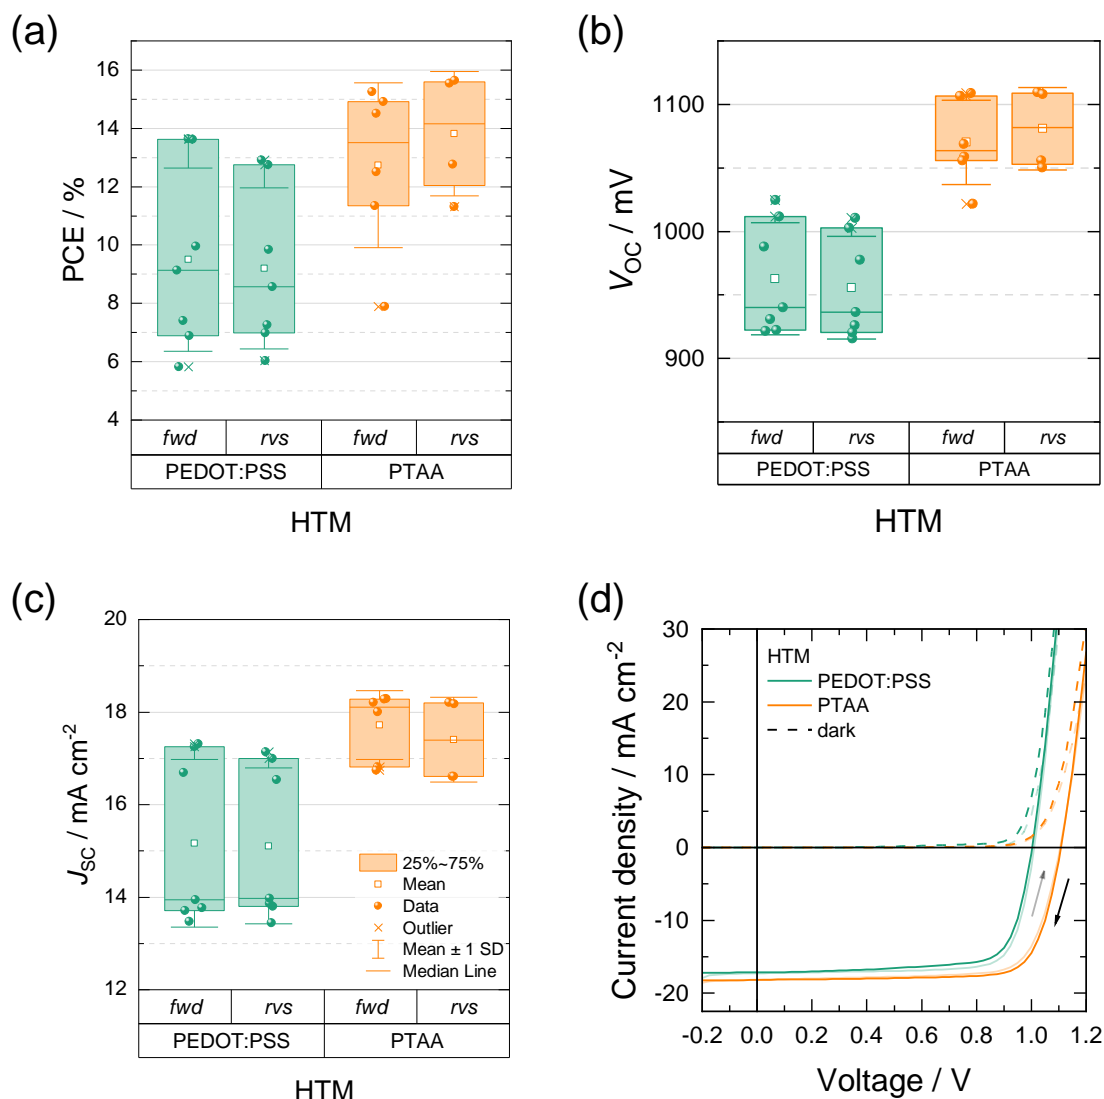 (a)
16
14
12
10
8
6
4
PCE / %
fwd rvs fwd rvs
PEDOT:PSS PTAA
HTM
(b)
1100
1000
900
V_OC / mV
fwd rvs fwd rvs
PEDOT:PSS PTAA
HTM
(c)
20
18
16
14
12
J_SC / mA cm⁻²
25%~75%
Mean
Data
Outlier
Mean ± 1 SD
Median Line
fwd rvs fwd rvs
PEDOT:PSS PTAA
HTM
(d)
30
20
10
0
-10
-20
Current density / mA cm⁻²
HTM
PEDOT:PSS
PTAA
dark
-0.2 0.0 0.2 0.4 0.6 0.8 1.0 1.2
Voltage / V